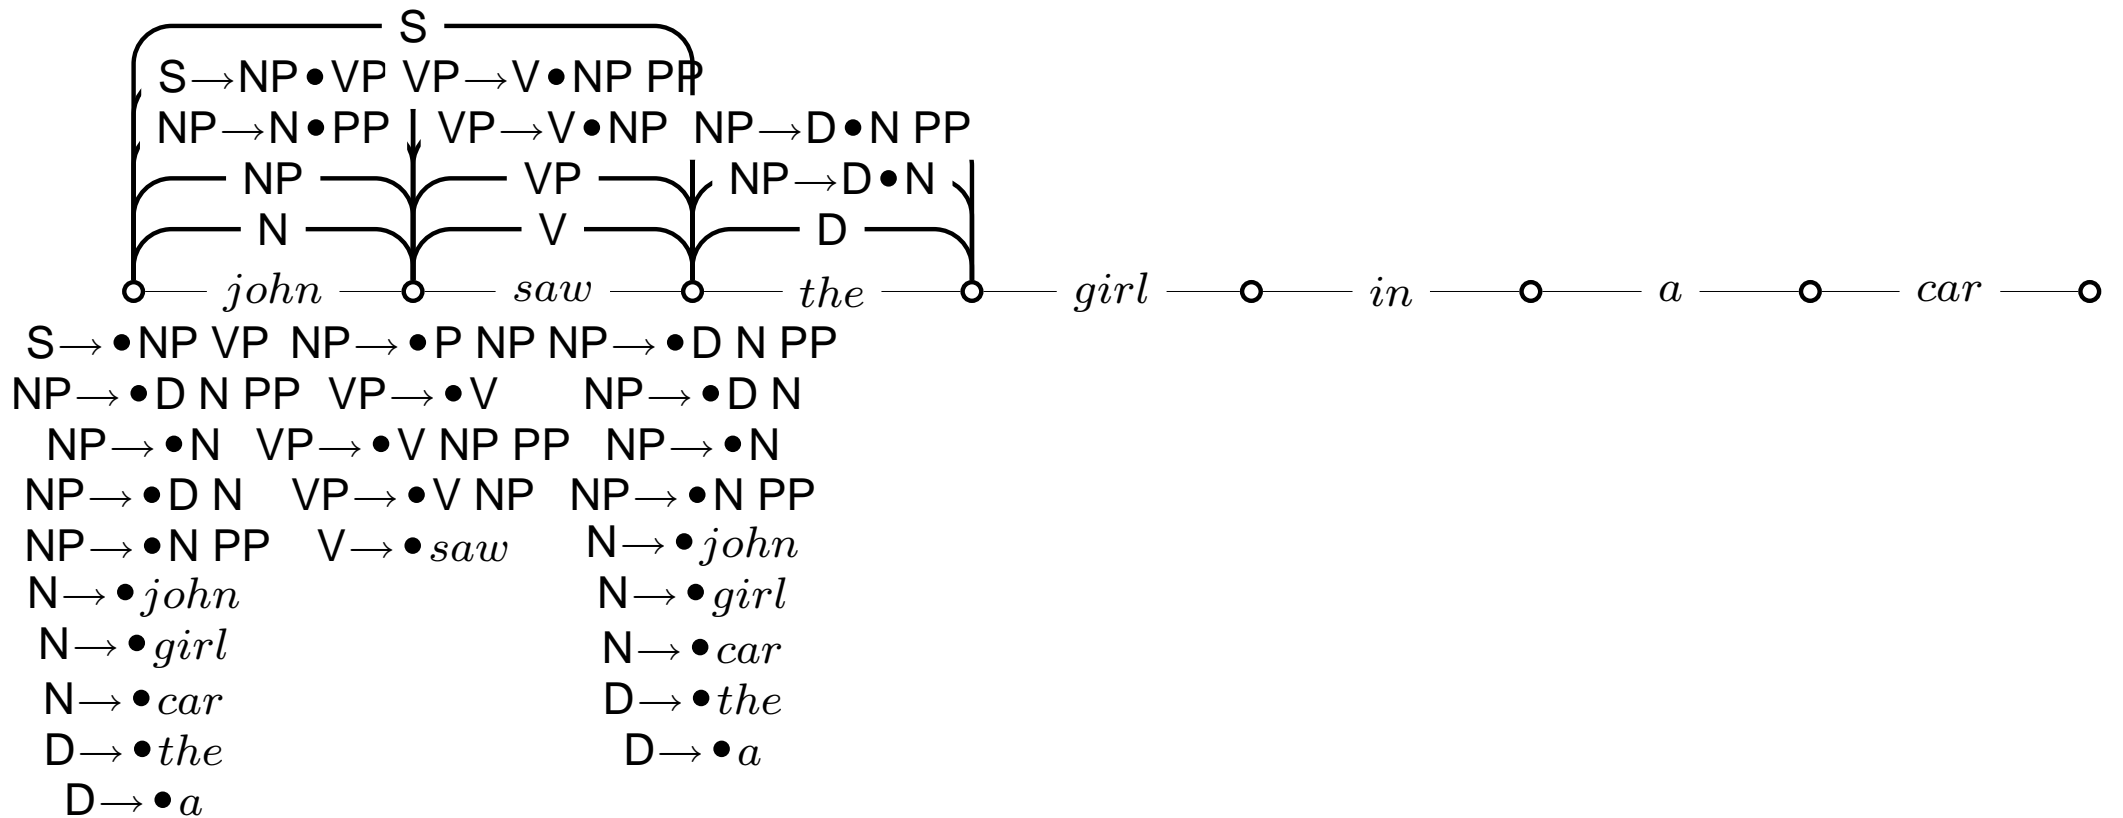 S
S→NP•VP VP→V•NP PP
NP→N•PP VP→V•NP NP→D•N PP
NP VP NP→D•N
N V D
john saw the girl in a car
S→•NP VP NP→•P NP NP→•D N PP
NP→•D N PP VP→•V NP→•D N
NP→•N VP→•V NP PP NP→•N
NP→•D N VP→•V NP NP→•N PP
NP→•N PP V→•saw N→•john
N→•john N→•girl
N→•girl N→•car
N→•car D→•the
D→•the D→•a
D→•a